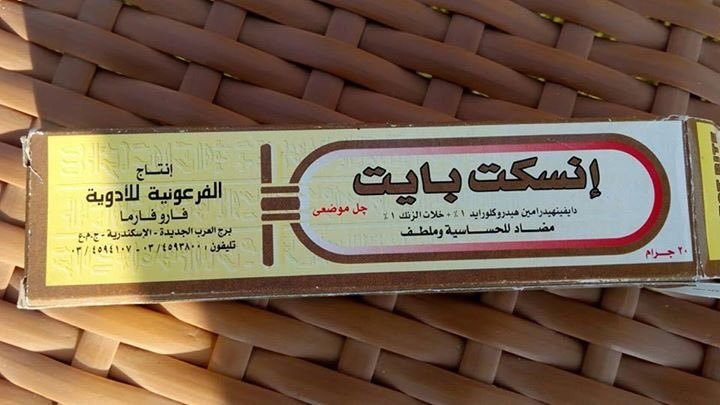 إنسكت بايت
دايفينهيدرامين هيدروكلورايد ١٪ + خلات الزنك ١٪
جل موضعى
مضاد للحساسية وملطف
٢٠ جرام
إنتاج
الفرعونية للأدوية
فارو فارما
برج العرب الجديدة - الاسكندرية - ج.م.ع
تليفون : ٠٣/٤٥٩٣٨٠٠ - ٠٣/٤٥٩٤١٠٧